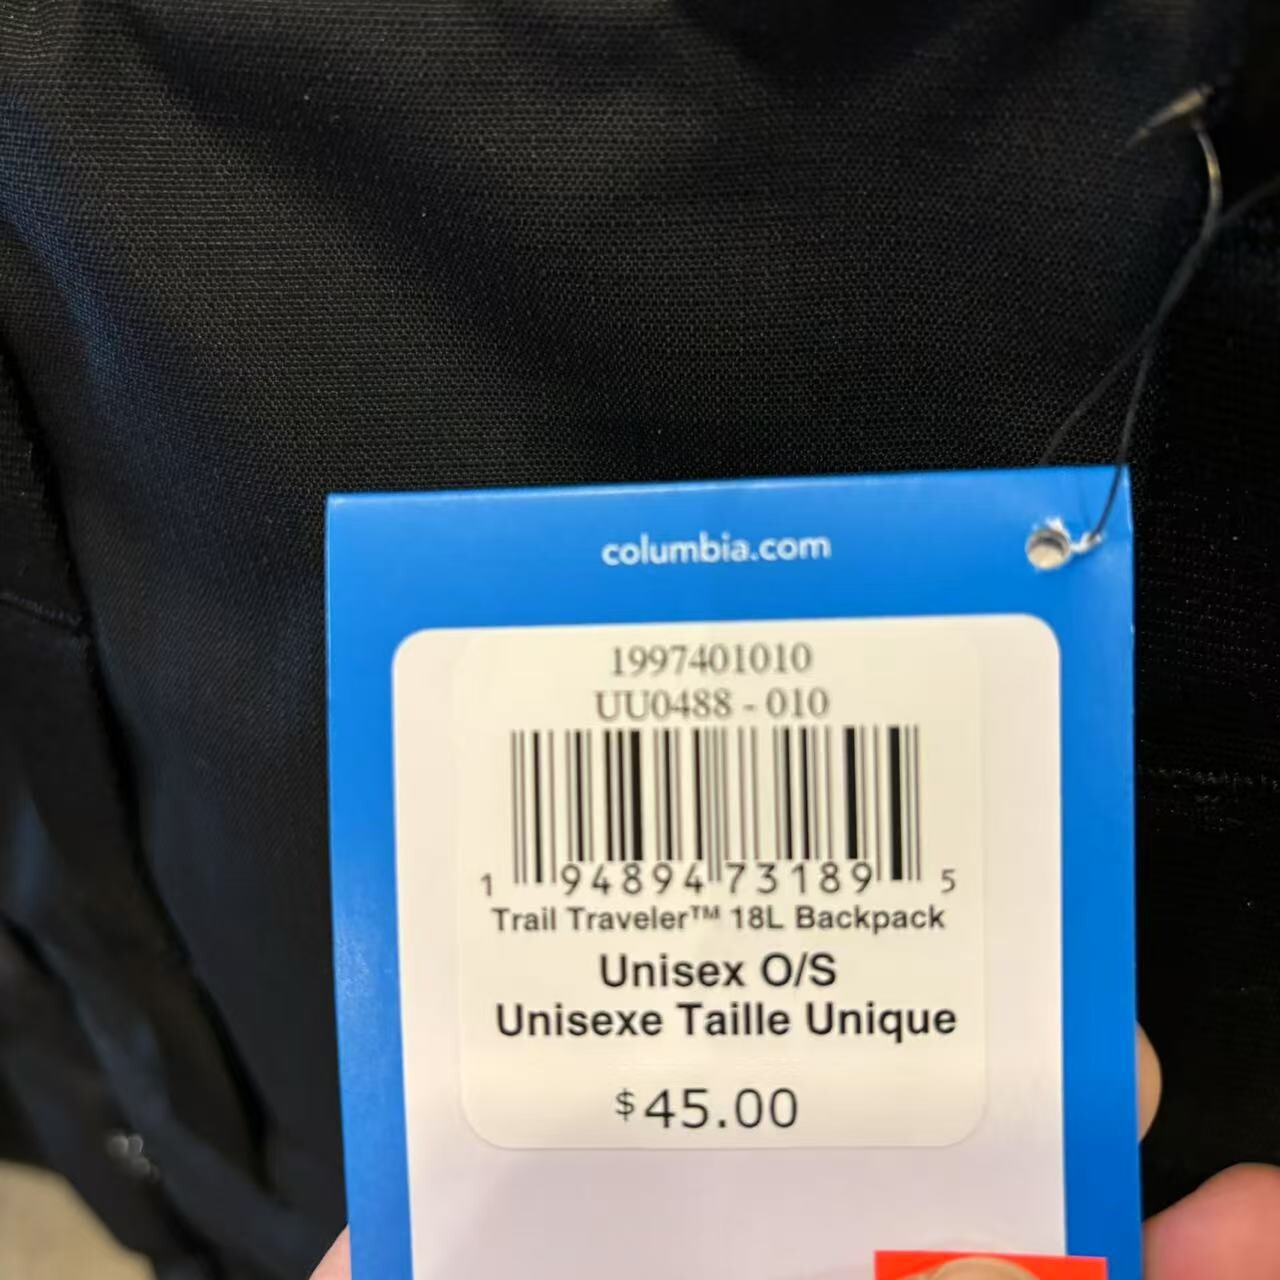 columbia.com
1997401010
UU0488 - 010
1 94894 73189 5
Trail Traveler™ 18L Backpack
Unisex O/S
Unisexe Taille Unique
$45.00